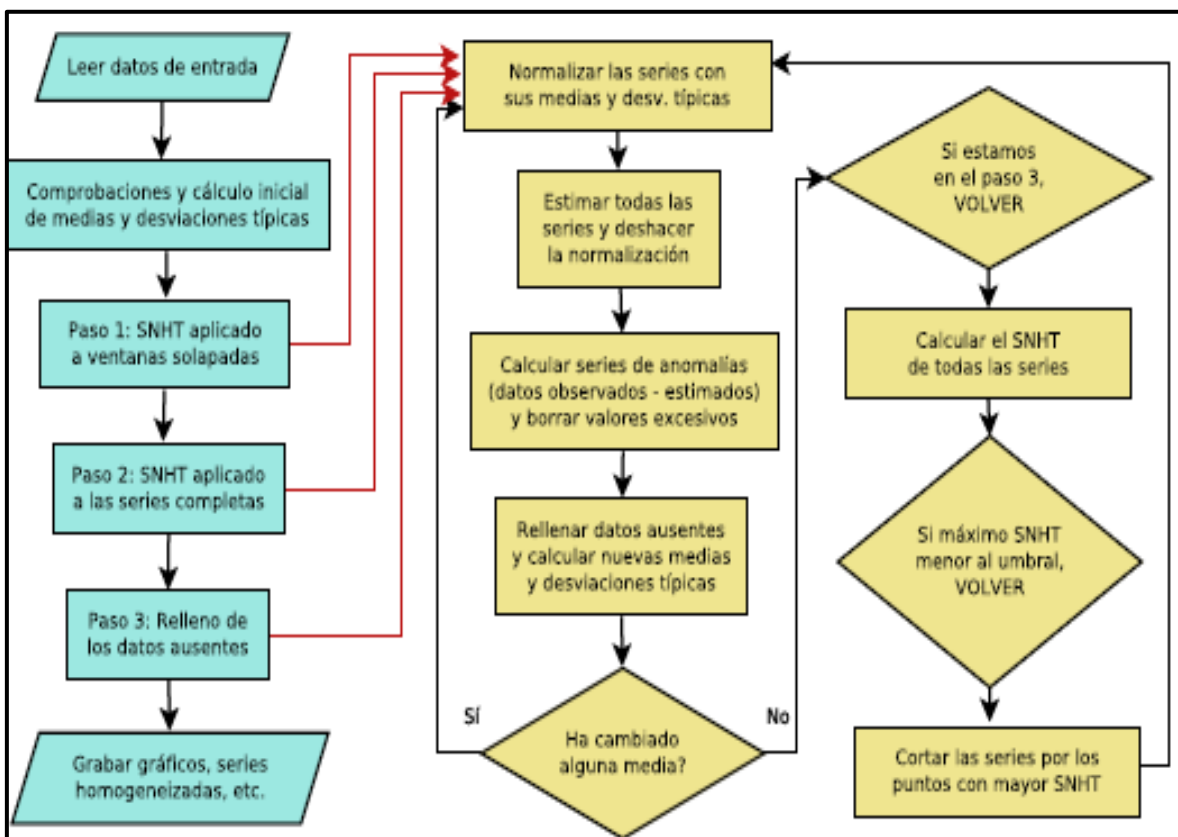 Leer datos de entrada
Comprobaciones y cálculo inicial
de medias y desviaciones típicas
Paso 1: SNHT aplicado
a ventanas solapadas
Paso 2: SNHT aplicado
a las series completas
Paso 3: Relleno de
los datos ausentes
Grabar gráficos, series
homogeneizadas, etc.
Normalizar las series con
sus medias y desv. típicas
Estimar todas las
series y deshacer
la normalización
Calcular series de anomalías
(datos observados - estimados)
y borrar valores excesivos
Rellenar datos ausentes
y calcular nuevas medias
y desviaciones típicas
Sí
No
Ha cambiado
alguna media?
Si estamos
en el paso 3,
VOLVER
Calcular el SNHT
de todas las series
Si máximo SNHT
menor al umbral,
VOLVER
Cortar las series por los
puntos con mayor SNHT